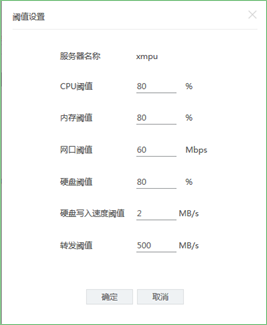 阈值设置
服务器名称 xmpu
CPU阈值 80 %
内存阈值 80 %
网口阈值 60 Mbps
硬盘阈值 80 %
硬盘写入速度阈值 2 MB/s
转发阈值 500 MB/s
确定 取消